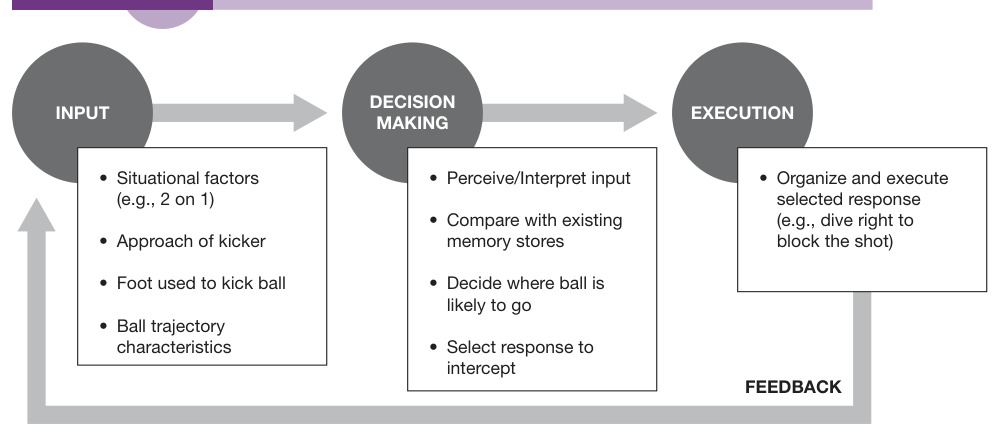 INPUT
DECISION
MAKING
EXECUTION
• Situational factors
(e.g., 2 on 1)
• Approach of kicker
• Foot used to kick ball
• Ball trajectory
characteristics
• Perceive/Interpret input
• Compare with existing
memory stores
• Decide where ball is
likely to go
• Select response to
intercept
• Organize and execute
selected response
(e.g., dive right to
block the shot)
FEEDBACK